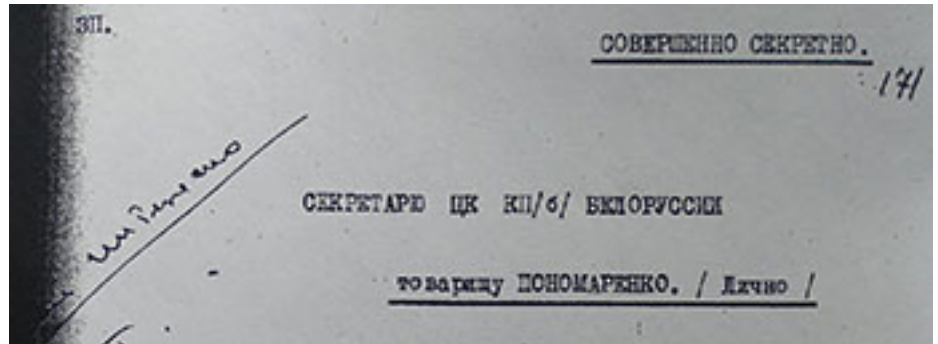 ЗП.
СОВЕРШЕННО СЕКРЕТНО.
171
СЕКРЕТАРЮ ЦК КП/б/ БЕЛОРУССИИ
товарищу ПОНОМАРЕНКО. / Лично /